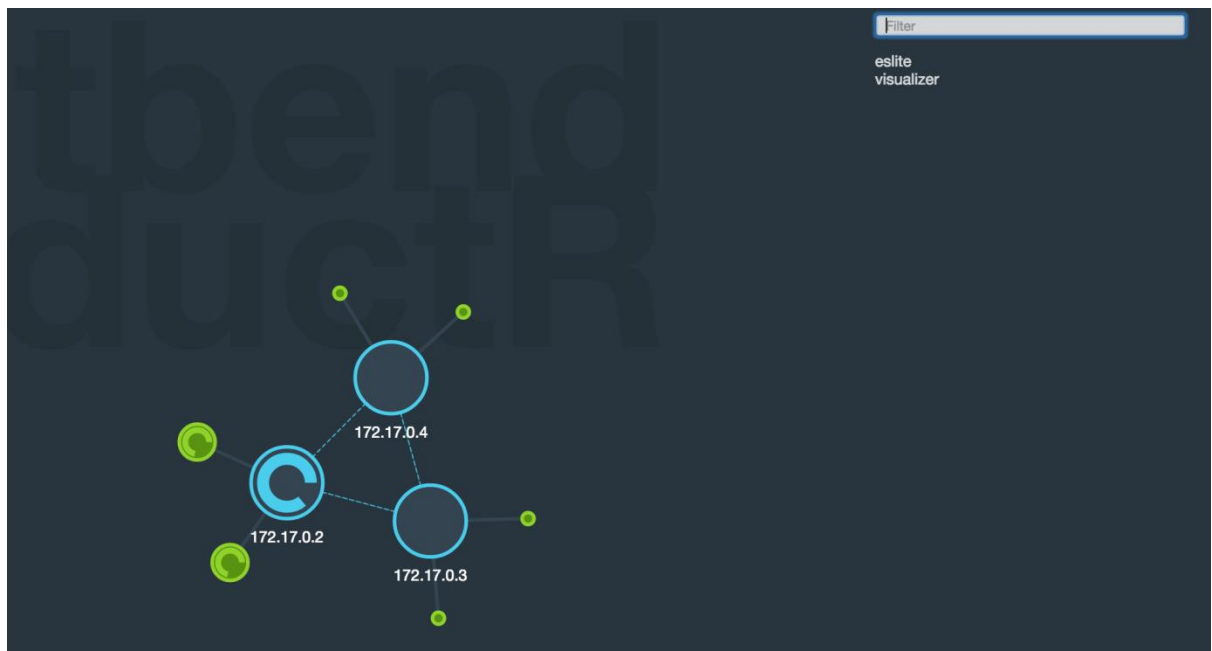 tbend
ductR
Filter
eslite
visualizer
172.17.0.4
172.17.0.2
172.17.0.3